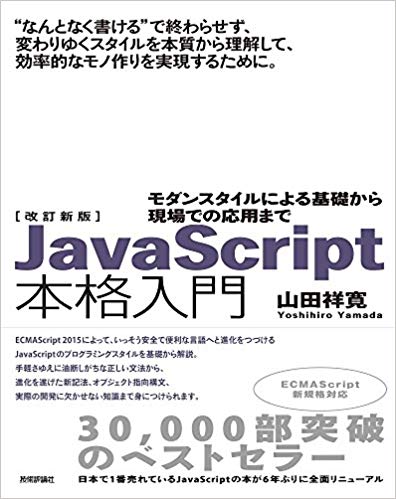 “なんとなく書ける”で終わらせず、
変わりゆくスタイルを本質から理解して、
効率的なモノ作りを実現するために。
モダンスタイルによる基礎から
現場での応用まで
[改訂新版]
JavaScript
本格入門
山田祥寛
Yoshihiro Yamada
ECMAScript 2015によって、いっそう安全で便利な言語へと進化をつづける
JavaScriptのプログラミングスタイルを基礎から解説。
手軽さゆえに油断しがちな正しい文法から、
進化を遂げた新記法、オブジェクト指向構文、
実際の開発に欠かせない知識まで身につけられます。
ECMAScript
新規格対応
30,000部突破
のベストセラー
技術評論社
日本で1番売れているJavaScriptの本が6年ぶりに全面リニューアル